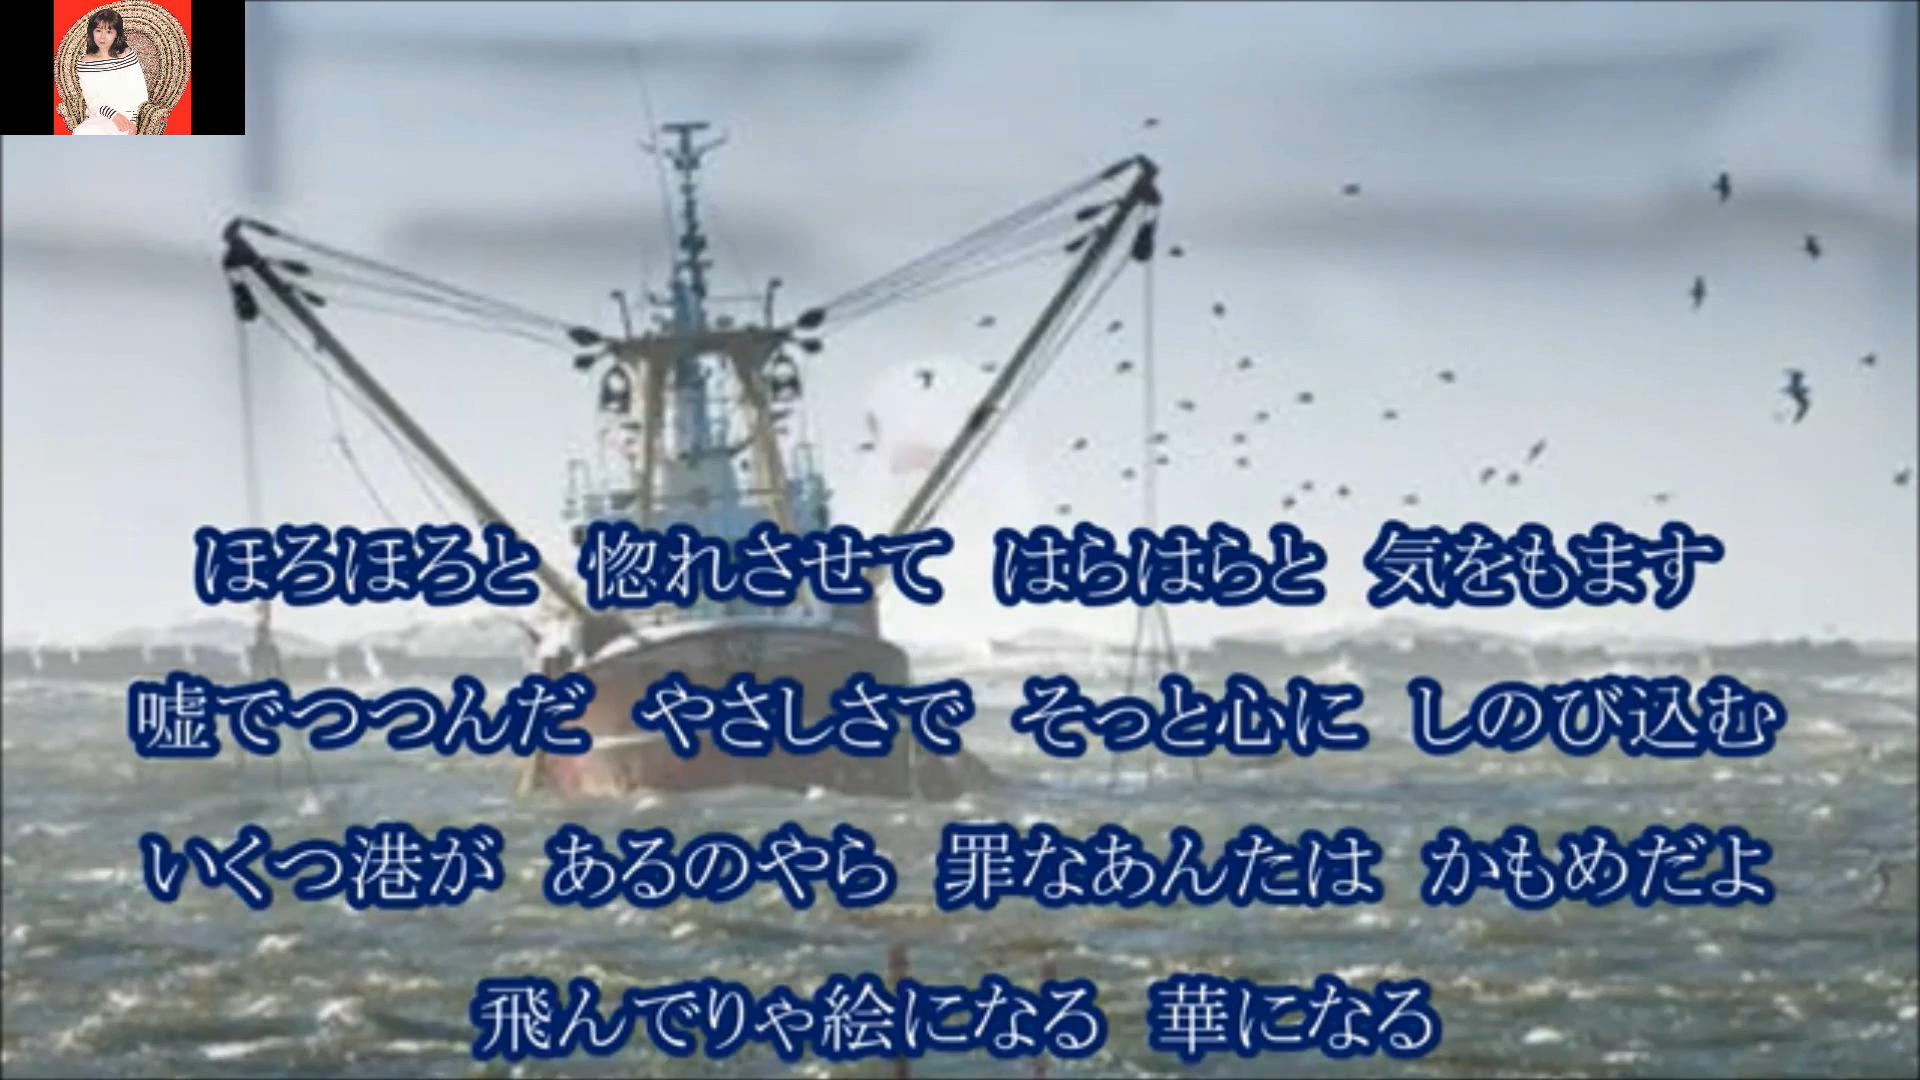 ほろほろと 惚れさせて はらはらと 気をもます
嘘でつつんだ やさしさで そっと心に しのび込む
いくつ港が あるのやら 罪なあんたは かもめだよ
飛んでりゃ絵になる 華になる